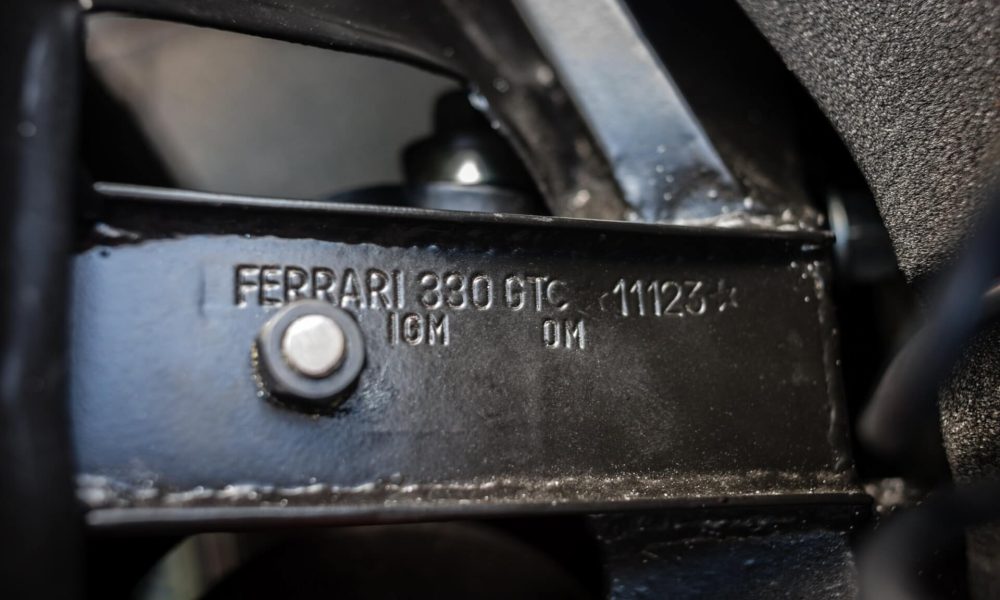 FERRARI 330 GTC *11123*
IGM OM